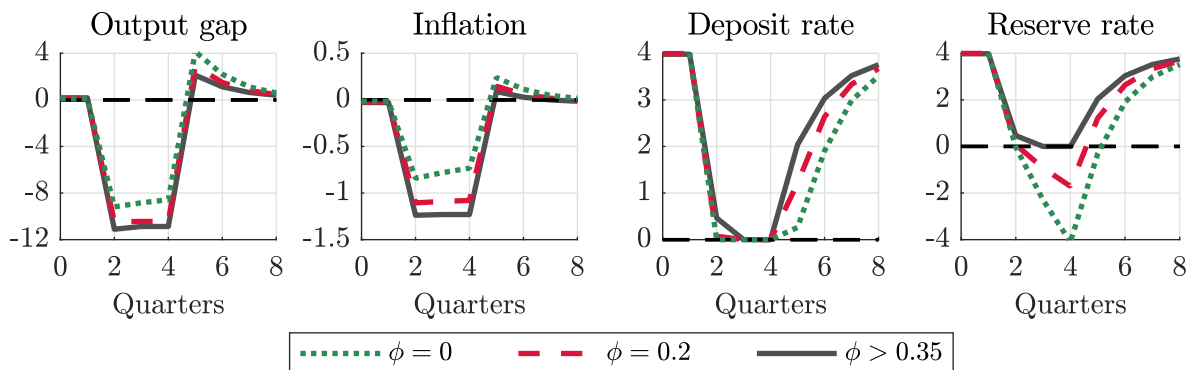 Output gap Inflation Deposit rate Reserve rate
4 0.5 4 4
0 0 3 2
-4 -0.5 2 0
-8 -1 1 -2
-12 -1.5 0 -4
0 2 4 6 8 0 2 4 6 8 0 2 4 6 8 0 2 4 6 8
Quarters Quarters Quarters Quarters
ϕ = 0 ϕ = 0.2 ϕ > 0.35